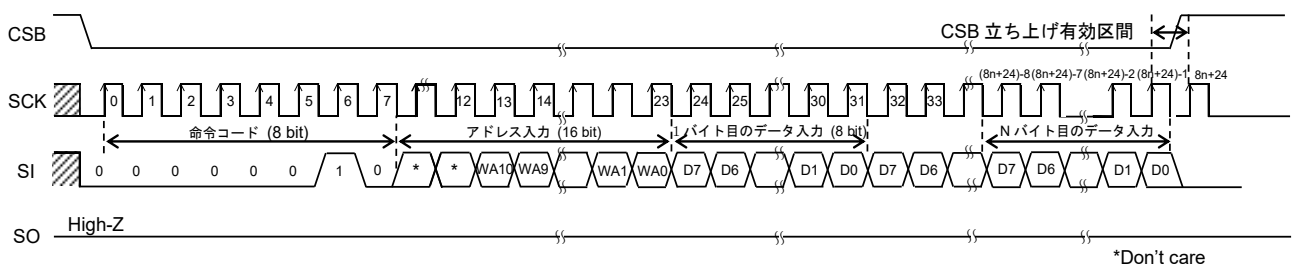 CSB
CSB 立ち上げ有効区間
(8n+24)-8 (8n+24)-7 (8n+24)-2 (8n+24)-1 8n+24
SCK 0 1 2 3 4 5 6 7 12 13 14 23 24 25 30 31 32 33
命令コード (8 bit) アドレス入力 (16 bit) 1 バイト目のデータ入力 (8 bit) N バイト目のデータ入力
SI 0 0 0 0 0 0 1 0 * * WA10 WA9 WA1 WA0 D7 D6 D1 D0 D7 D6 D7 D6 D1 D0
High-Z
SO
*Don't care